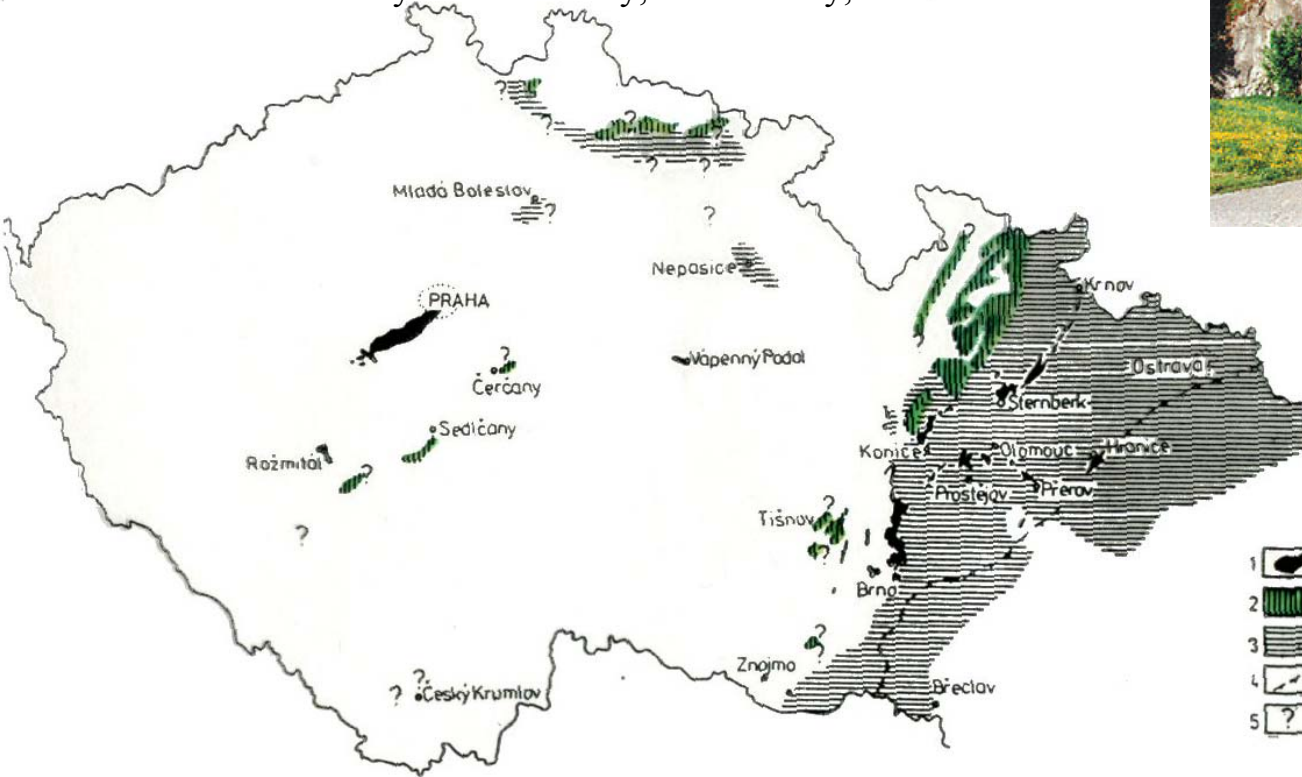 ?
?
?
?
?
?
Mladá Boleslav
?
?
?
Nepasice
Krnov
?
PRAHA
?
Vápenný Podol
Ostrava
?
Čerčany
Šternberk
Sedlčany
Konice
Olomouc
Hranice
Rožmitál
?
?
Prostějov
Přerov
?
Tišnov
?
?
1
Brno
2
?
3
?
Znojmo
4
?
?
Český Krumlov
Břeclav
5 ?